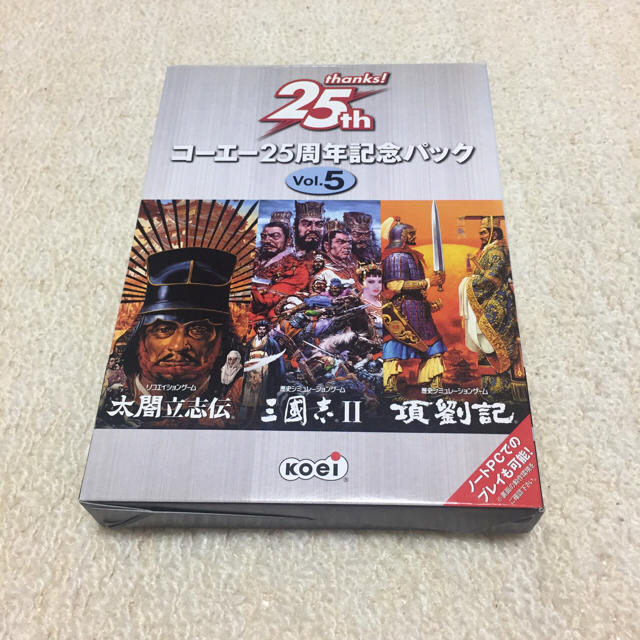 thanks!
25th
コーエー25周年記念パック
Vol.5
リコエイションゲーム
太閤立志伝
歴史シミュレーションゲーム
三國志II
歴史シミュレーションゲーム
項劉記
KOEI
ノートPCでの
プレイも可能!